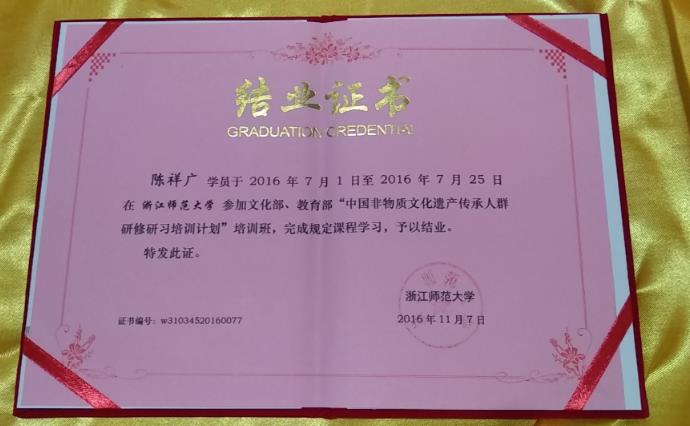 结业证书
GRADUATION CREDENTIAL
陈祥广 学员于 2016 年 7 月 1 日至 2016 年 7 月 25 日
在 浙江师范大学 参加文化部、教育部“中国非物质文化遗产传承人群
研修研习培训计划”培训班，完成规定课程学习，予以结业。
特发此证。
浙江师范大学
证书编号：w31034520160077
2016 年 11 月 7 日